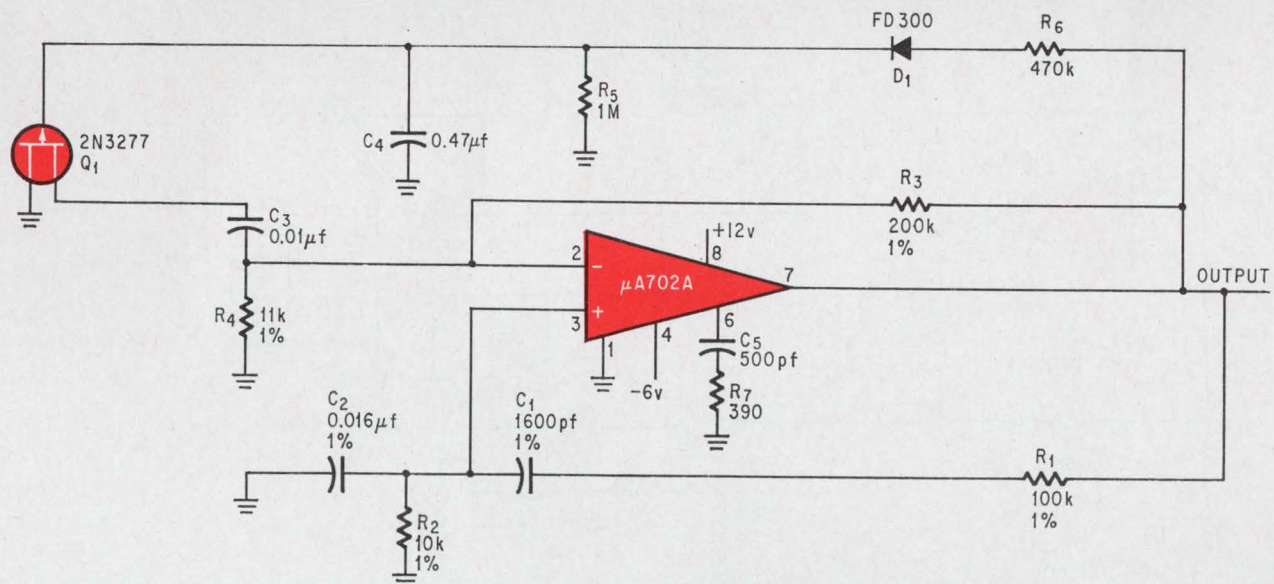 FD300
R6
D1
470k
R5
1M
2N3277
Q1
C4 0.47μf
R3
200k
1%
C3
0.01μf
+12v
2
8
−
μA702A
7
OUTPUT
R4 11k
1%
+
3
1
4
6
C5
500pf
-6v
R7
390
C2
0.016μf
1%
C1
1600pf
1%
R1
100k
1%
R2
10k
1%